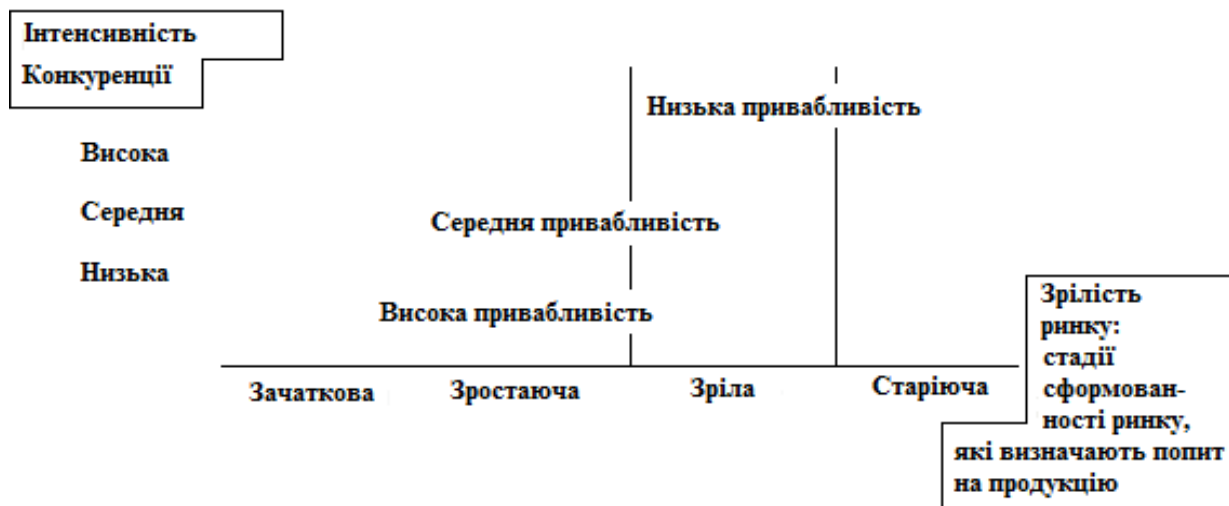 Інтенсивність
Конкуренції
Низька привабливість
Висока
Середня
Середня привабливість
Низька
Висока привабливість
Зачаткова
Зростаюча
Зріла
Старіюча
Зрілість
ринку:
стадії
сформован-
ності ринку,
які визначають попит
на продукцію